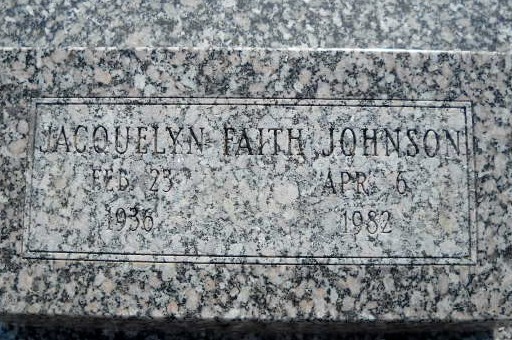 JACQUELYN FAITH JOHNSON
FEB. 23 APR. 6
1936 1982